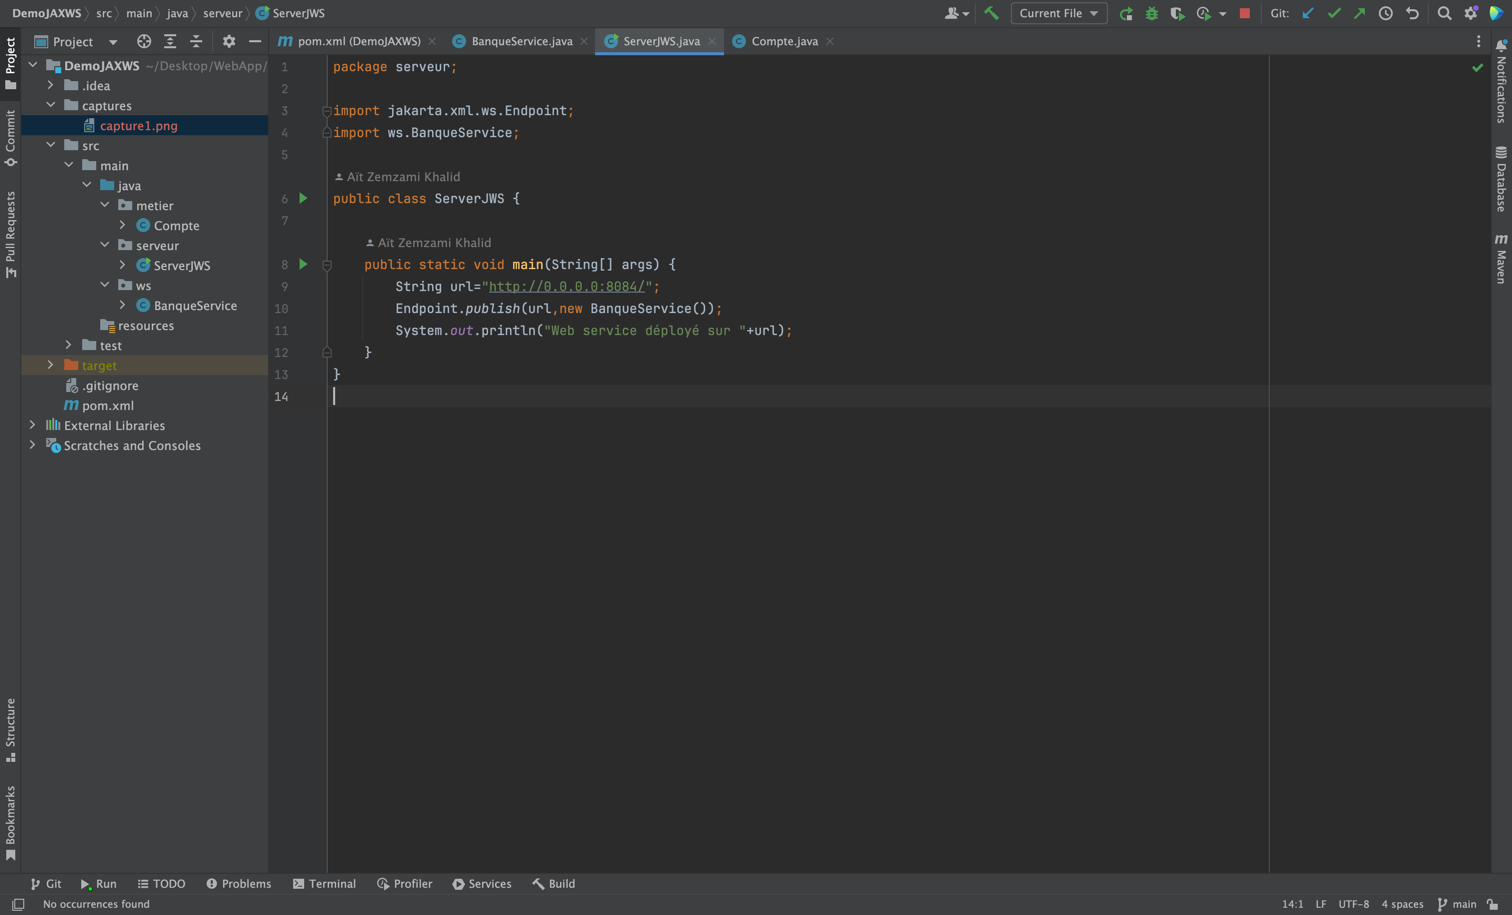 DemoJAXWS src main java serveur ServerJWS
Current File
Git:
Project
pom.xml (DemoJAXWS)
BanqueService.java
ServerJWS.java
Compte.java
DemoJAXWS ~/Desktop/WebApp/
.idea
captures
capture1.png
src
main
java
metier
Compte
serveur
ServerJWS
ws
BanqueService
resources
test
target
.gitignore
pom.xml
External Libraries
Scratches and Consoles
Project
Commit
Pull Requests
Structure
Bookmarks
1 package serveur;
2
3 import jakarta.xml.ws.Endpoint;
4 import ws.BanqueService;
5
Aït Zemzami Khalid
6 public class ServerJWS {
7
Aït Zemzami Khalid
8 public static void main(String[] args) {
9 String url="http://0.0.0.0:8084/";
10 Endpoint.publish(url,new BanqueService());
11 System.out.println("Web service déployé sur "+url);
12 }
13 }
14
Notifications
Database
Maven
Git Run TODO Problems Terminal Profiler Services Build
No occurrences found
14:1 LF UTF-8 4 spaces main